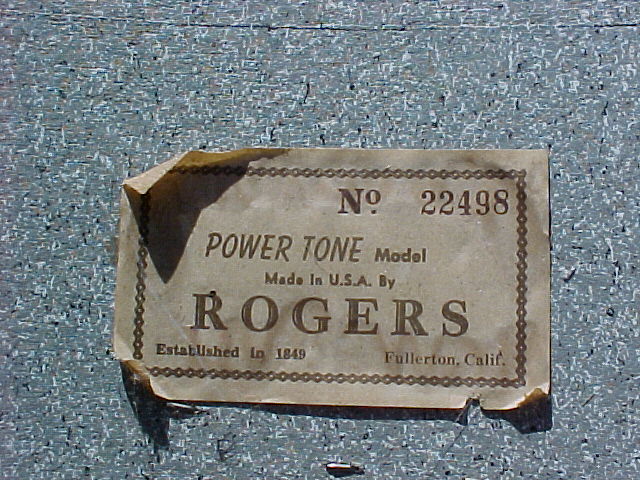 Nº 22498
POWER TONE Model
Made In U.S.A. By
ROGERS
Established in 1849 Fullerton, Calif.